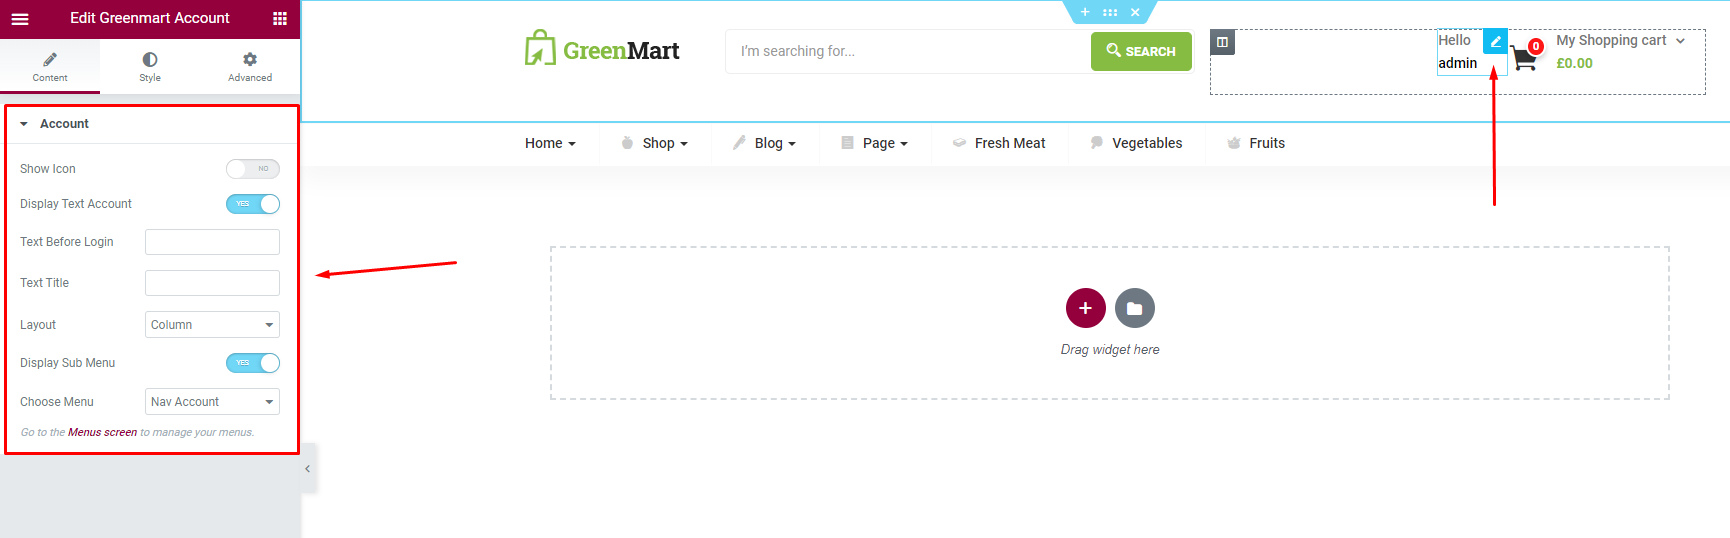 Edit Greenmart Account
Content
Style
Advanced
Account
Show Icon
NO
Display Text Account
YES
Text Before Login
Text Title
Layout
Column
Display Sub Menu
YES
Choose Menu
Nav Account
Go to the Menus screen to manage your menus.
GreenMart
I'm searching for...
SEARCH
Hello
admin
0
My Shopping cart
£0.00
Home
Shop
Blog
Page
Fresh Meat
Vegetables
Fruits
Drag widget here